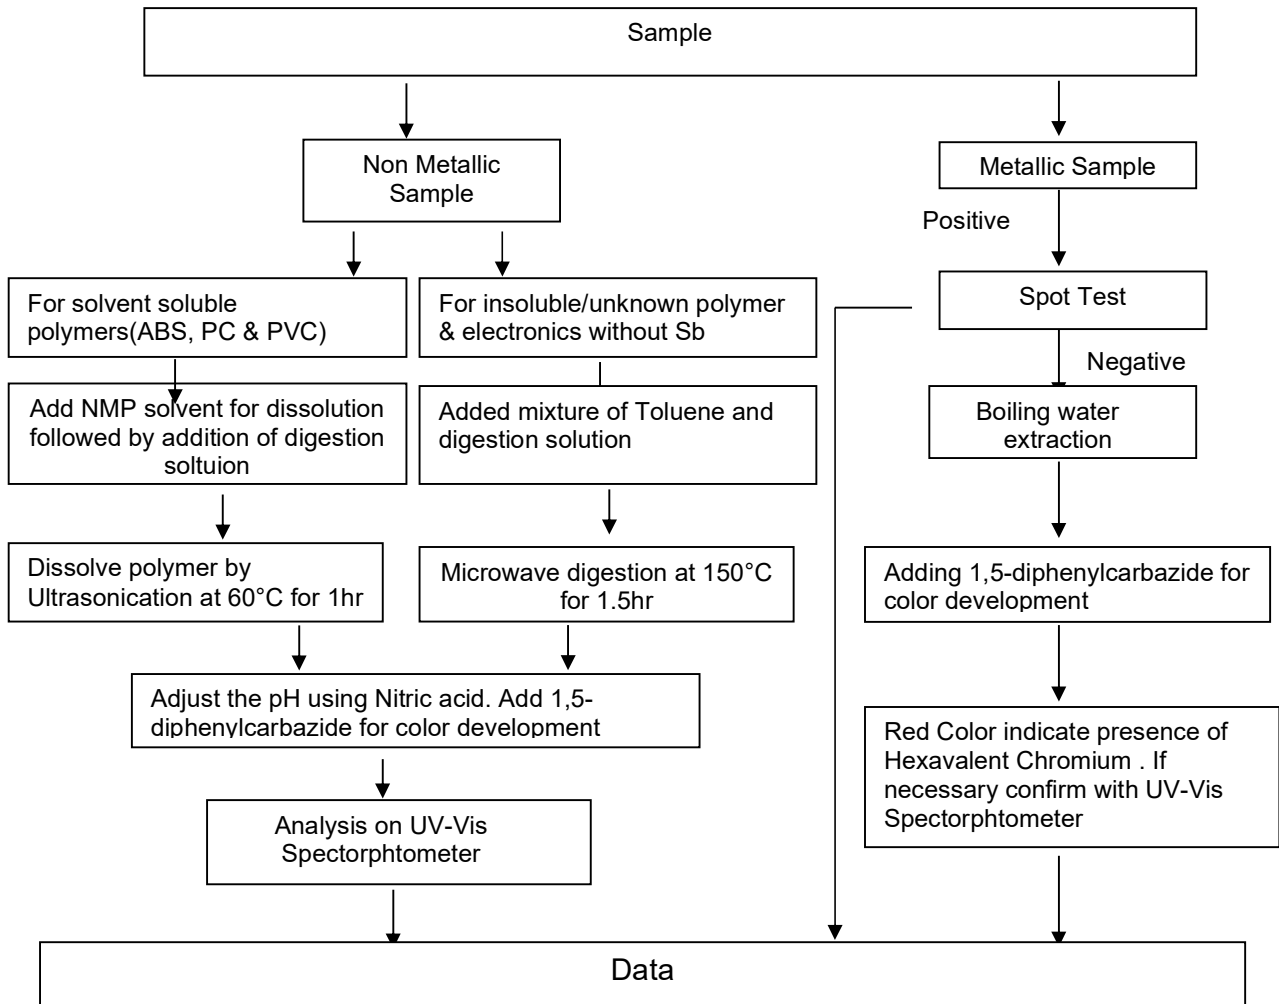 Sample
Non Metallic
Sample
Metallic Sample
Positive
For solvent soluble
polymers(ABS, PC & PVC)
For insoluble/unknown polymer
& electronics without Sb
Spot Test
Negative
Add NMP solvent for dissolution
followed by addition of digestion
soltuion
Added mixture of Toluene and
digestion solution
Boiling water
extraction
Dissolve polymer by
Ultrasonication at 60°C for 1hr
Microwave digestion at 150°C
for 1.5hr
Adding 1,5-diphenylcarbazide for
color development
Adjust the pH using Nitric acid. Add 1,5-
diphenylcarbazide for color development
Red Color indicate presence of
Hexavalent Chromium . If
necessary confirm with UV-Vis
Spectorphtometer
Analysis on UV-Vis
Spectorphtometer
Data